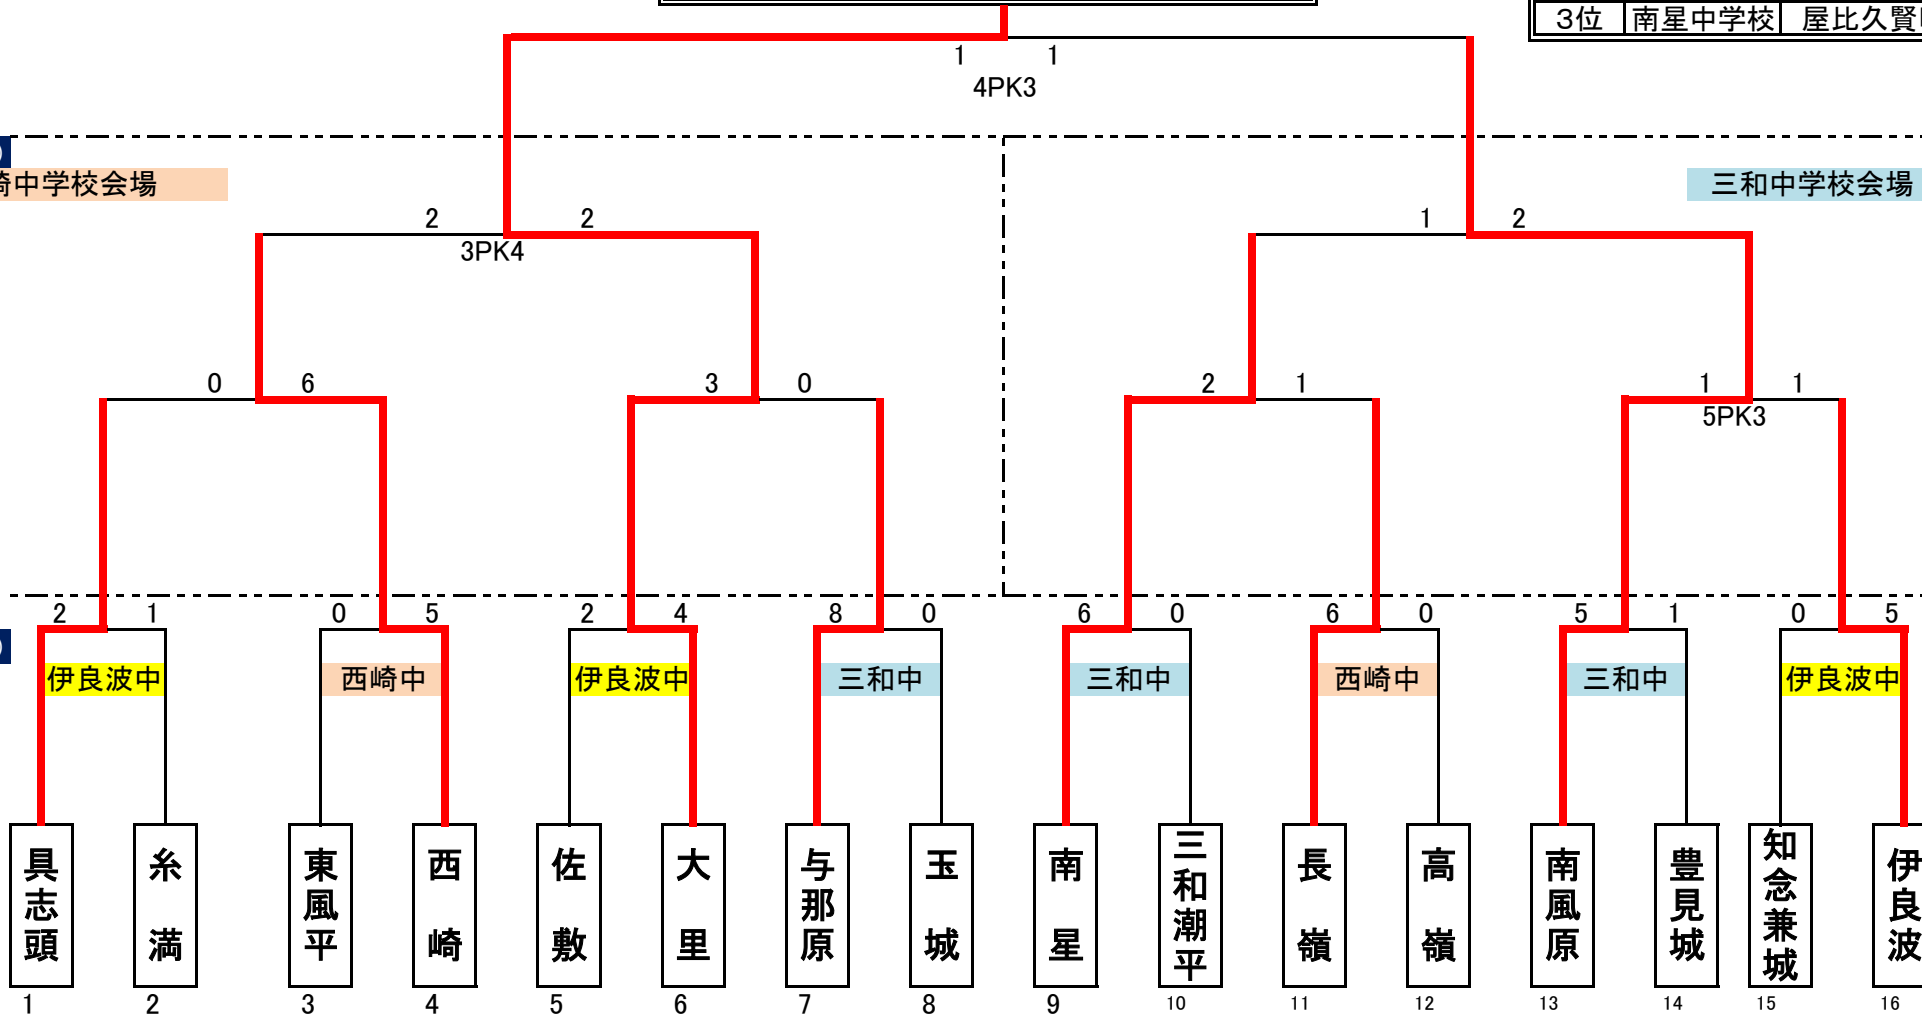 3位 南星中学校 屋比久賢
1 1
4PK3
崎中学校会場 三和中学校会場
2 2 1 2
3PK4
0 6 3 0 2 1 1 1
5PK3
2 1 0 5 2 4 8 0 6 0 6 0 5 1 0 5
伊良波中 西崎中 伊良波中 三和中 三和中 西崎中 三和中 伊良波中
具志頭 糸満 東風平 西崎 佐敷 大里 与那原 玉城 南星 三和潮平 長嶺 高嶺 南風原 豊見城 知念兼城 伊良波
1 2 3 4 5 6 7 8 9 10 11 12 13 14 15 16